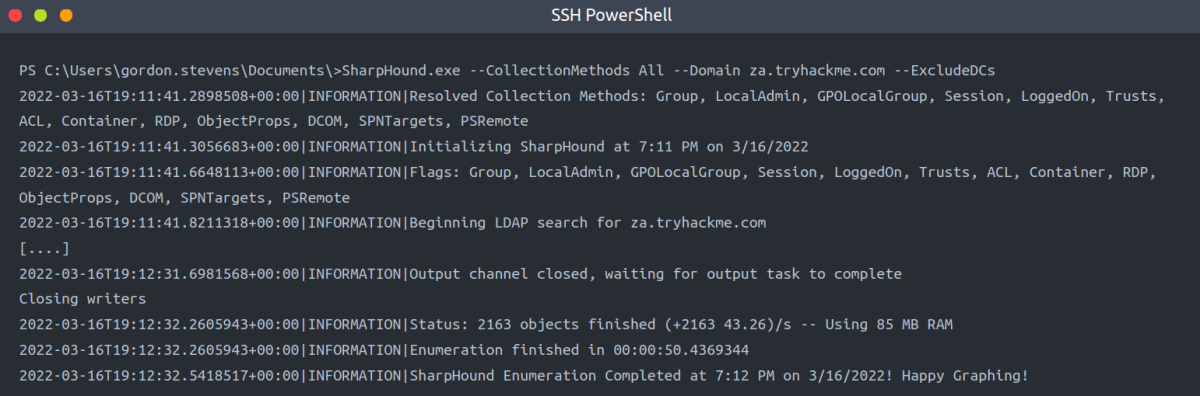 SSH PowerShell
PS C:\Users\gordon.stevens\Documents\>SharpHound.exe --CollectionMethods All --Domain za.tryhackme.com --ExcludeDCs
2022-03-16T19:11:41.2898508+00:00|INFORMATION|Resolved Collection Methods: Group, LocalAdmin, GPOLocalGroup, Session, LoggedOn, Trusts,
ACL, Container, RDP, ObjectProps, DCOM, SPNTargets, PSRemote
2022-03-16T19:11:41.3056683+00:00|INFORMATION|Initializing SharpHound at 7:11 PM on 3/16/2022
2022-03-16T19:11:41.6648113+00:00|INFORMATION|Flags: Group, LocalAdmin, GPOLocalGroup, Session, LoggedOn, Trusts, ACL, Container, RDP,
ObjectProps, DCOM, SPNTargets, PSRemote
2022-03-16T19:11:41.8211318+00:00|INFORMATION|Beginning LDAP search for za.tryhackme.com
[....]
2022-03-16T19:12:31.6981568+00:00|INFORMATION|Output channel closed, waiting for output task to complete
Closing writers
2022-03-16T19:12:32.2605943+00:00|INFORMATION|Status: 2163 objects finished (+2163 43.26)/s -- Using 85 MB RAM
2022-03-16T19:12:32.2605943+00:00|INFORMATION|Enumeration finished in 00:00:50.4369344
2022-03-16T19:12:32.5418517+00:00|INFORMATION|SharpHound Enumeration Completed at 7:12 PM on 3/16/2022! Happy Graphing!